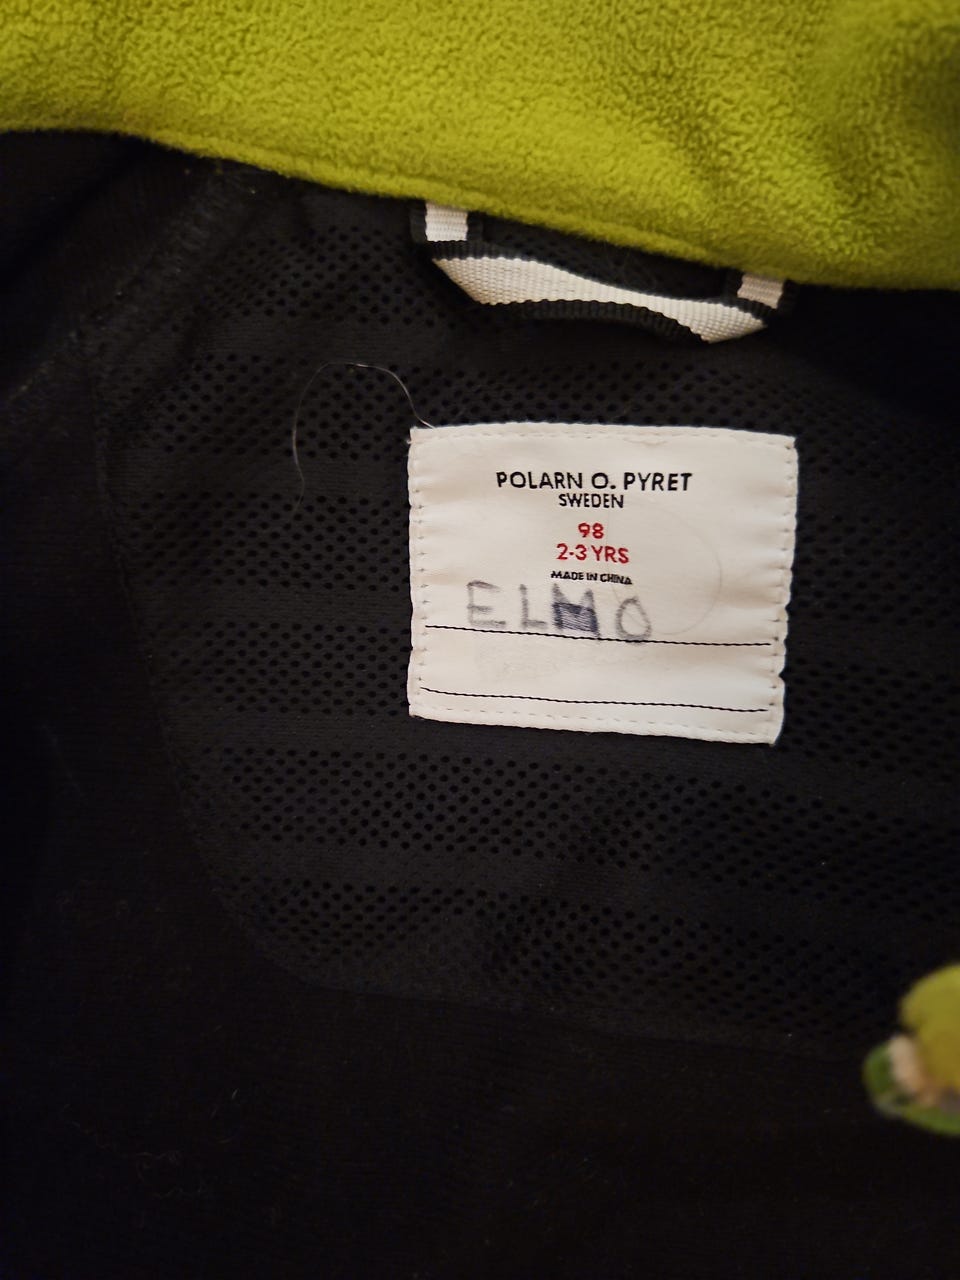 POLARN O. PYRET
SWEDEN
98
2-3 YRS
MADE IN CHINA
ELMO